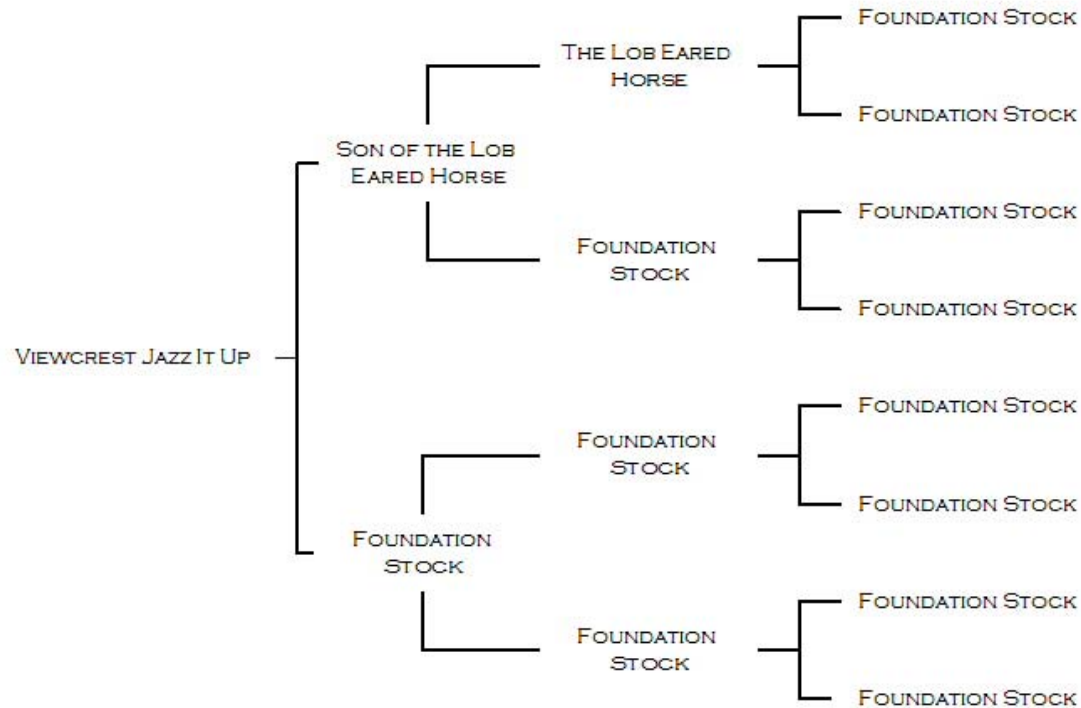 Foundation Stock
The Lob Eared
Horse
Foundation Stock
Son of the Lob
Eared Horse
Foundation Stock
Foundation
Stock
Foundation Stock
Viewcrest Jazz It Up
Foundation Stock
Foundation
Stock
Foundation Stock
Foundation
Stock
Foundation Stock
Foundation
Stock
Foundation Stock